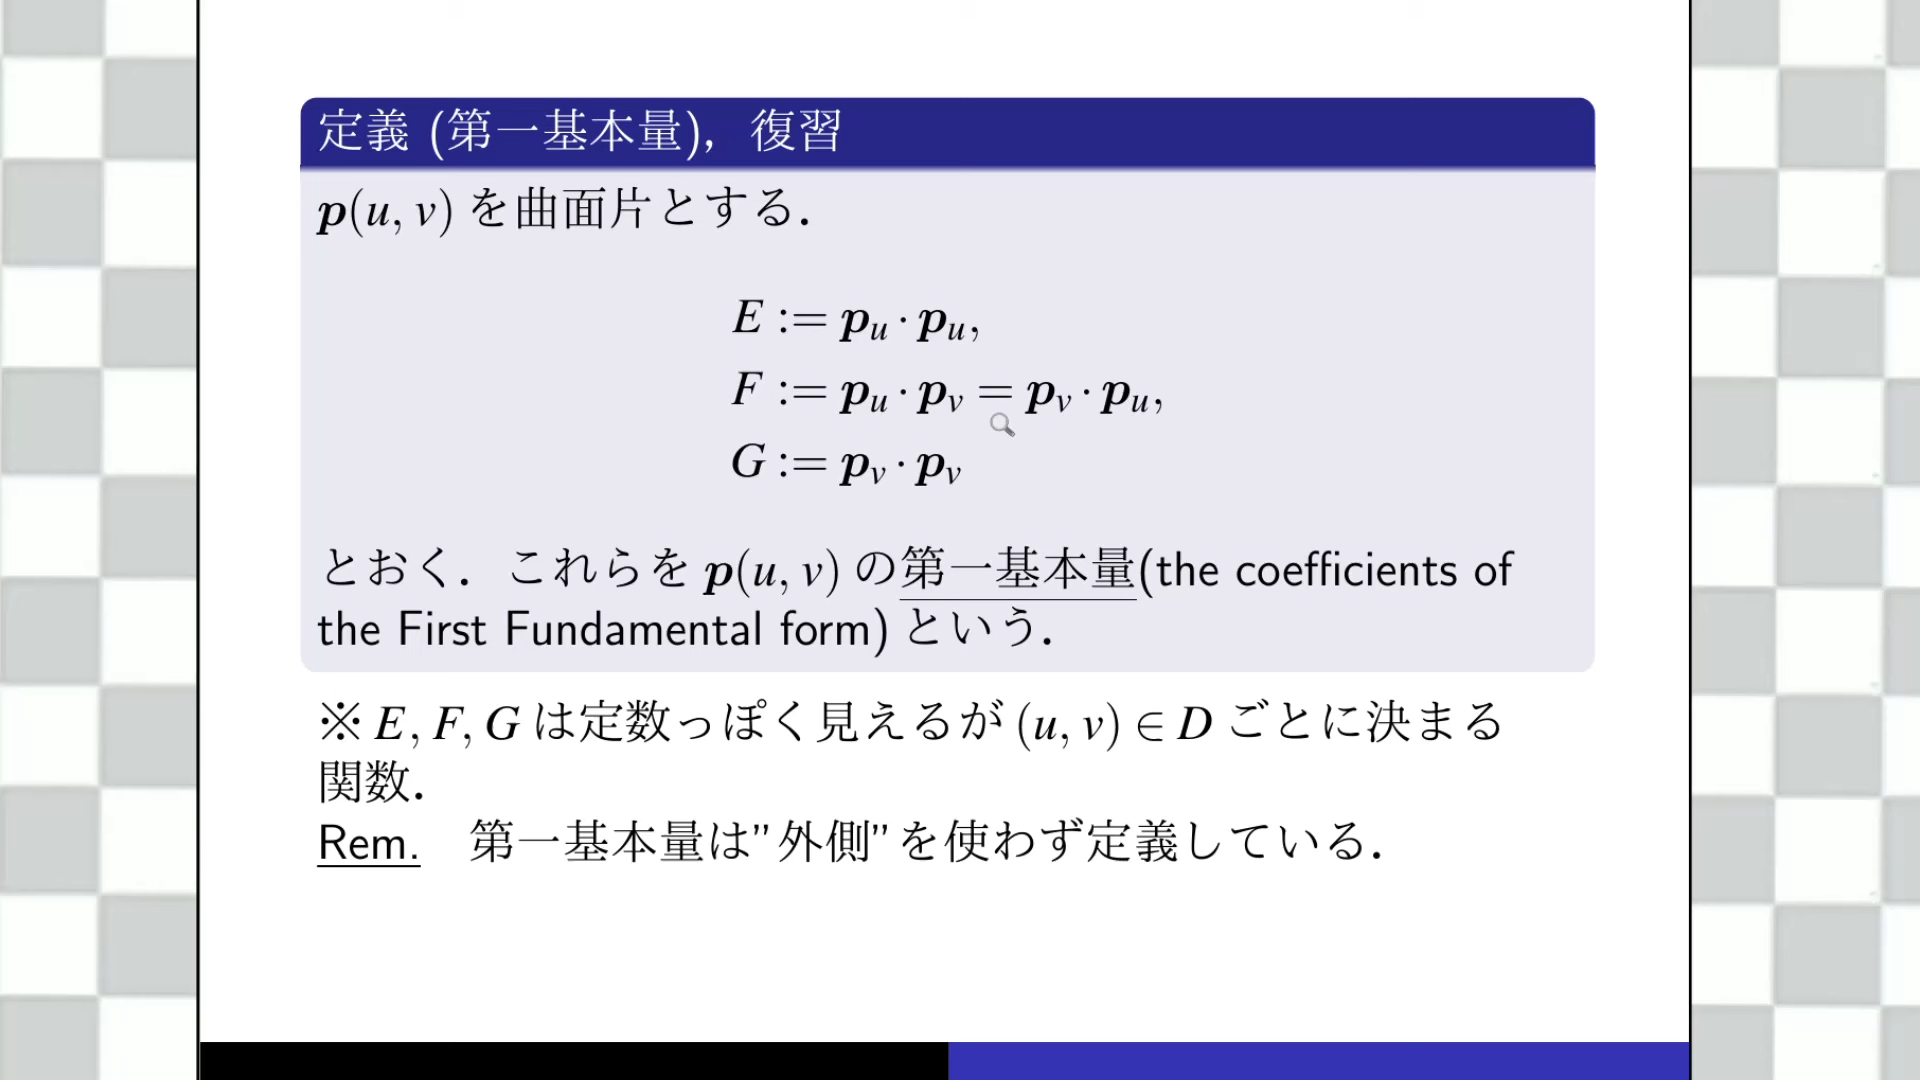 定義 (第一基本量)，復習
p(u, v) を曲面片とする．
E := p_u · p_u,
F := p_u · p_v = p_v · p_u,
G := p_v · p_v
とおく．これらを p(u, v) の第一基本量(the coefficients of
the First Fundamental form) という．
※ E, F, G は定数っぽく見えるが (u, v) ∈ D ごとに決まる
関数．
Rem.　第一基本量は”外側”を使わず定義している．